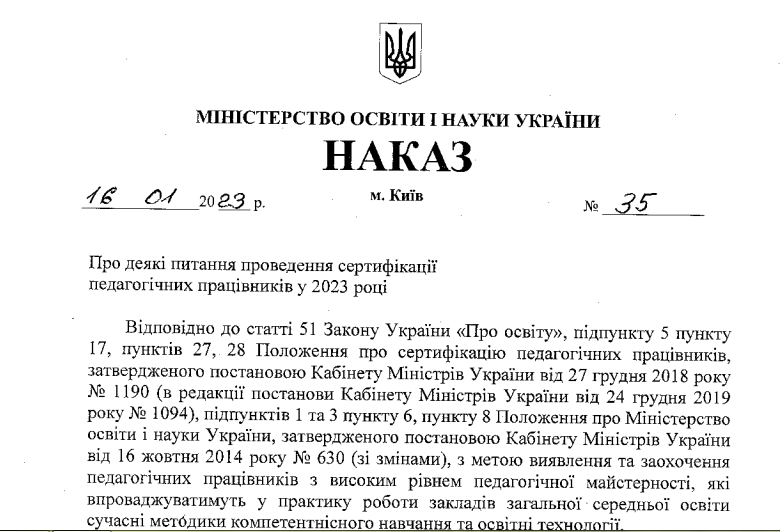 МІНІСТЕРСТВО ОСВІТИ І НАУКИ УКРАЇНИ
НАКАЗ
16 01 2023 р. м. Київ № 35
Про деякі питання проведення сертифікації
педагогічних працівників у 2023 році
Відповідно до статті 51 Закону України «Про освіту», підпункту 5 пункту
17, пунктів 27, 28 Положення про сертифікацію педагогічних працівників,
затвердженого постановою Кабінету Міністрів України від 27 грудня 2018 року
№ 1190 (в редакції постанови Кабінету Міністрів України від 24 грудня 2019
року № 1094), підпунктів 1 та 3 пункту 6, пункту 8 Положення про Міністерство
освіти і науки України, затвердженого постановою Кабінету Міністрів України
від 16 жовтня 2014 року № 630 (зі змінами), з метою виявлення та заохочення
педагогічних працівників з високим рівнем педагогічної майстерності, які
впроваджуватимуть у практику роботи закладів загальної середньої освіти
сучасні методики компетентнісного навчання та освітні технології.